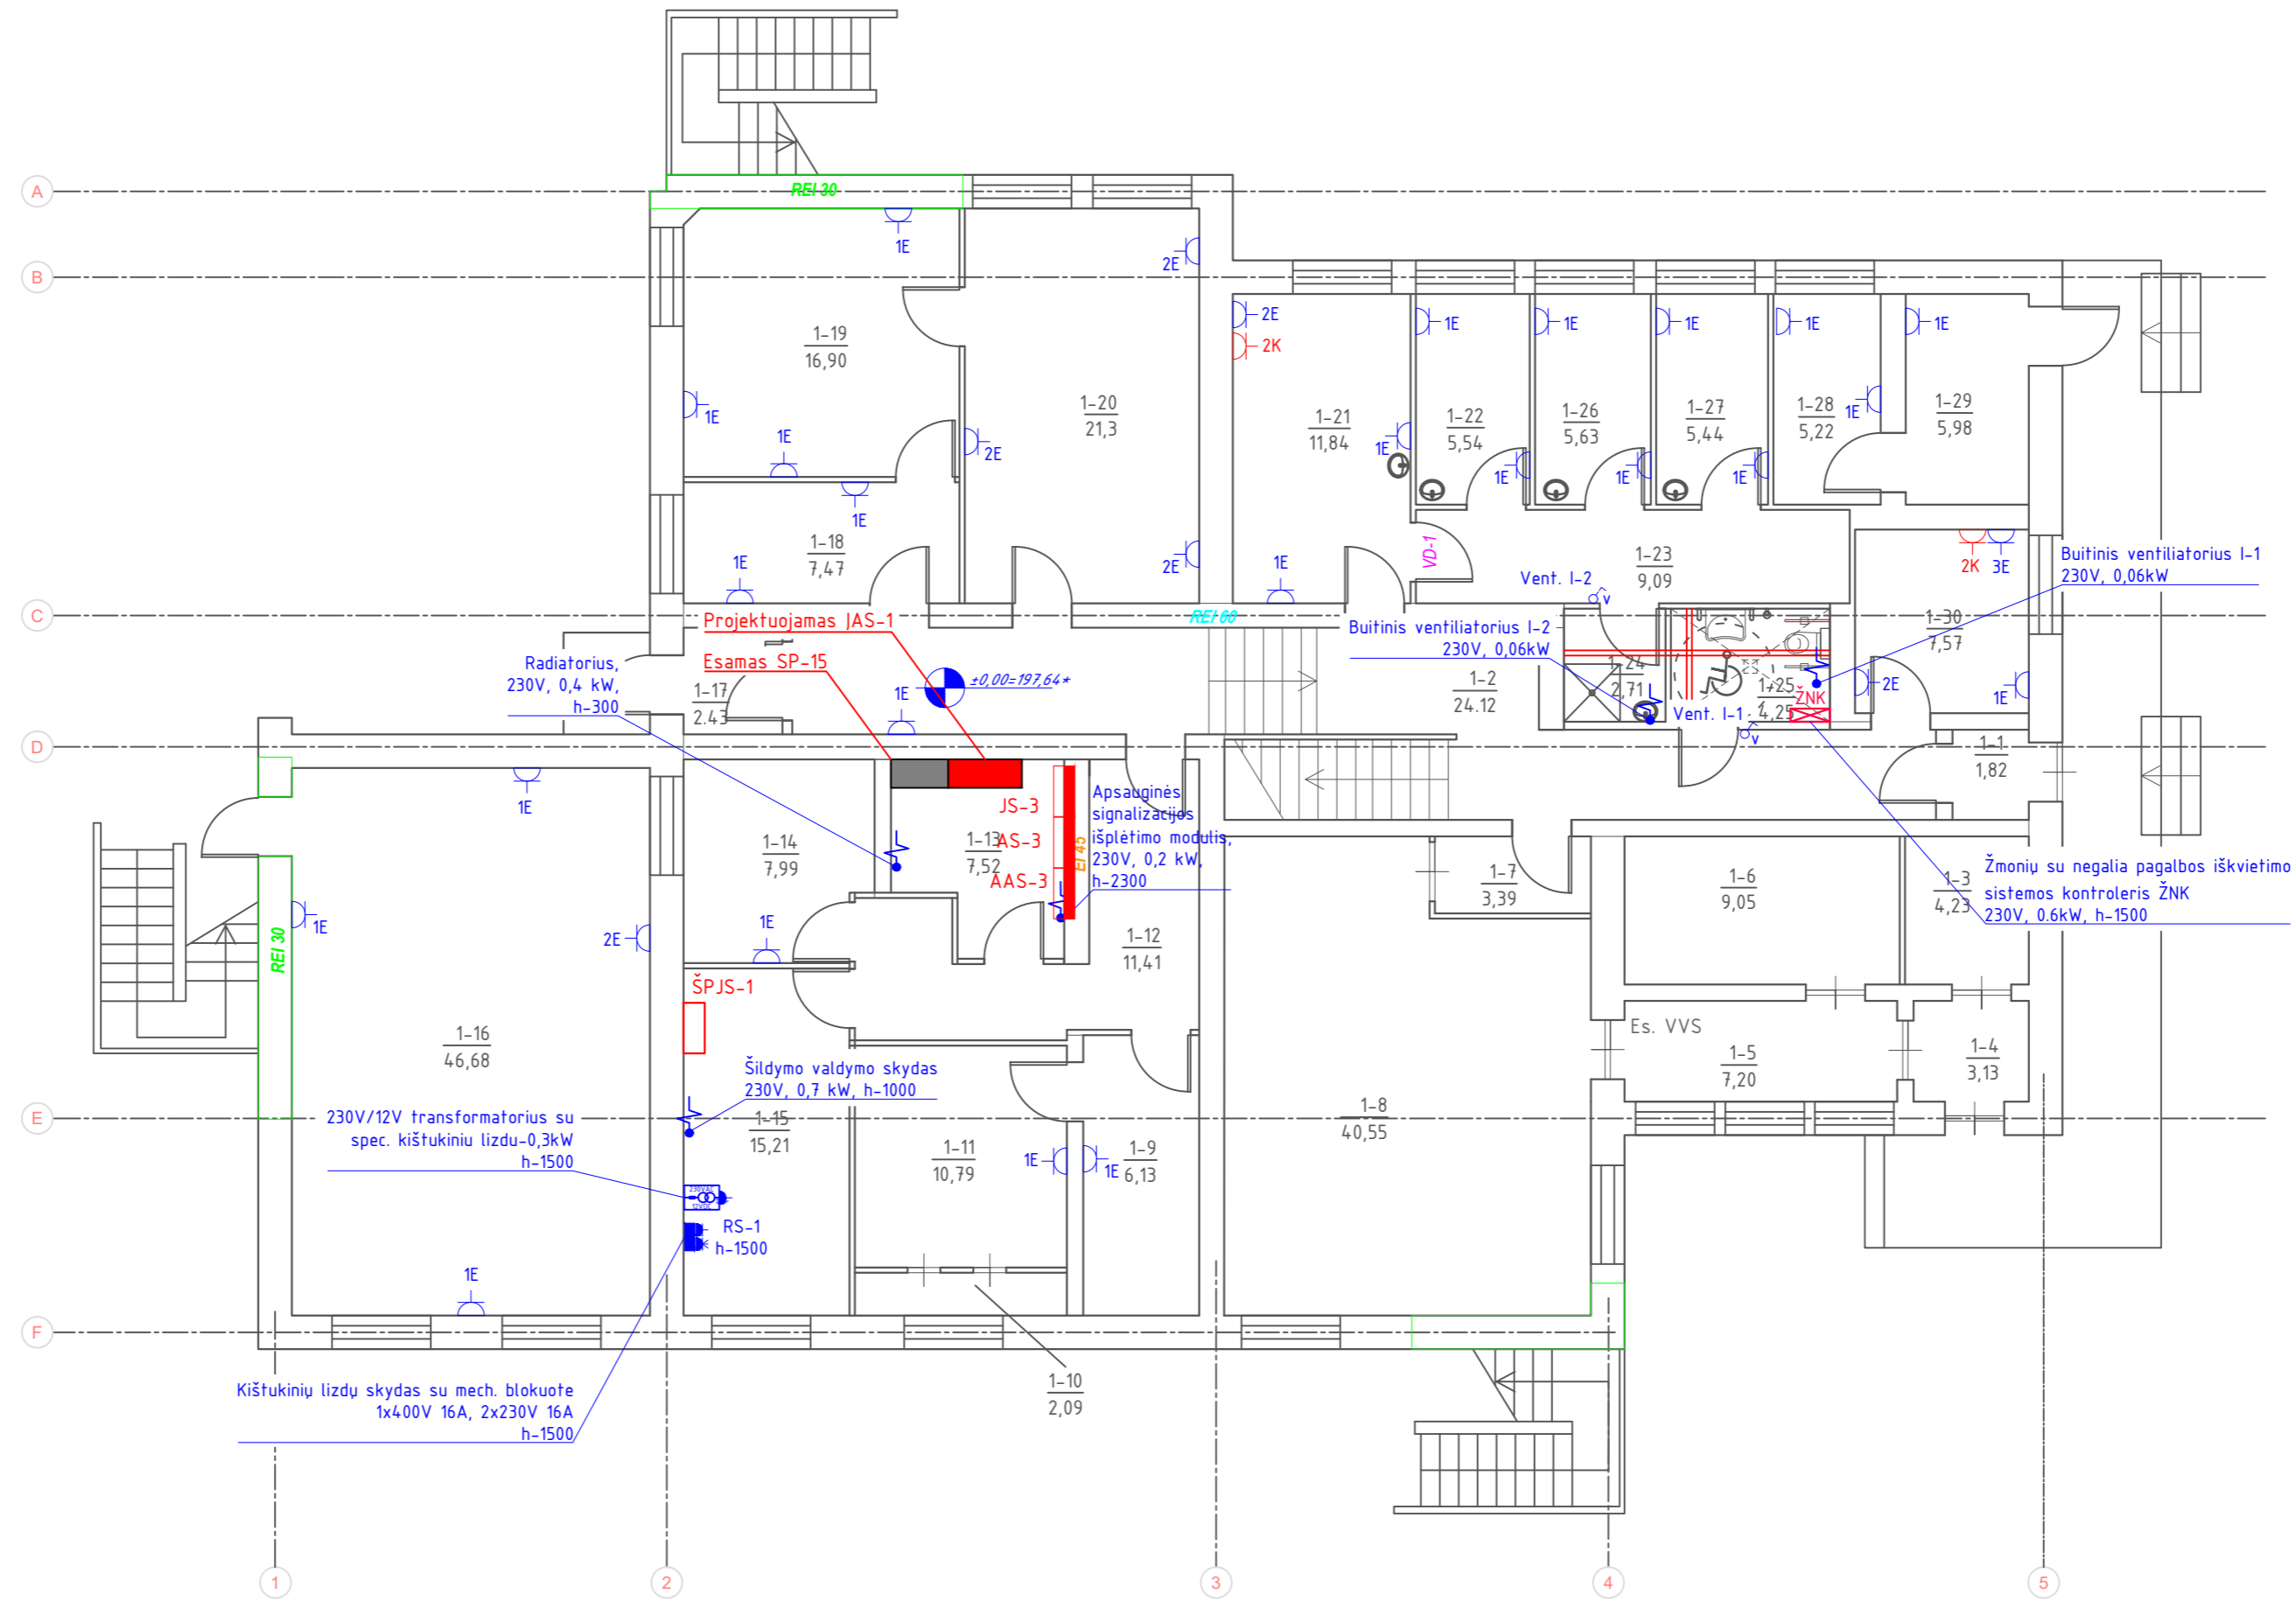 A
REI 30
1E
2E
B
2E
2K
1E
1E
1E
1E
1E
1-19
16,90
1E
1E
2E
1-20
21,3
1-21
11,84
1E
1-22
5,54
1E
1-26
5,63
1E
1-27
5,44
1E
1-28
5,22
1E
1-29
5,98
1E
1-18
7,47
1E
2E
1E
VD-1
1-23
9,09
2K
3E
Buitinis ventiliatorius I-1
230V, 0,06kW
Vent. I-2
V
C
REI 60
Projektuojamas JAS-1
Esamas SP-15
Buitinis ventiliatorius I-2
230V, 0,06kW
1-30
7,57
Radiatorius,
230V, 0,4 kW,
h-300
1-17
2.43
1E
±0,00=197,64*
1-2
24.12
1-24
2,71
1-25
4,25
ŽNK
Vent. I-1
V
2E
1E
D
1-1
1,82
1E
JS-3
AS-3
AAS-3
EI 45
Apsauginės
signalizacijos
išplėtimo modulis,
230V, 0,2 kW,
h-2300
1-14
7,99
1-13
7,52
1-7
3,39
1-6
9,05
1-3
4,23
Žmonių su negalia pagalbos iškvietimo
sistemos kontroleris ŽNK
230V, 0.6kW, h-1500
REI 30
1E
2E
1E
1-12
11,41
ŠPJS-1
1-16
46,68
Es. VVS
1-5
7,20
1-4
3,13
Šildymo valdymo skydas
230V, 0,7 kW, h-1000
E
230V/12V transformatorius su
spec. kištukiniu lizdu-0,3kW
h-1500
1-15
15,21
1-8
40,55
1-11
10,79
1E
1E
1-9
6,13
230VAC
12VDC
RS-1
h-1500
1E
F
Kištukinių lizdų skydas su mech. blokuote
1x400V 16A, 2x230V 16A
h-1500
1-10
2,09
1
2
3
4
5